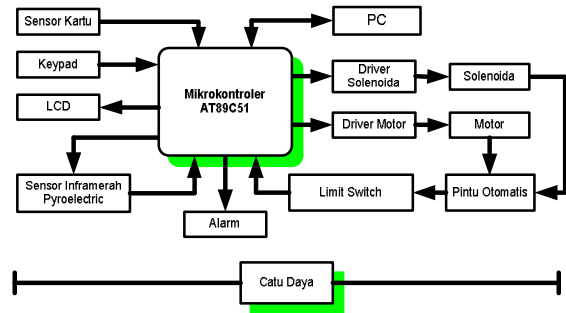 Sensor Kartu
PC
Keypad
Mikrokontroler
AT89C51
Driver
Solenoida
Solenoida
LCD
Driver Motor
Motor
Sensor Inframerah
Pyroelectric
Limit Switch
Pintu Otomatis
Alarm
Catu Daya